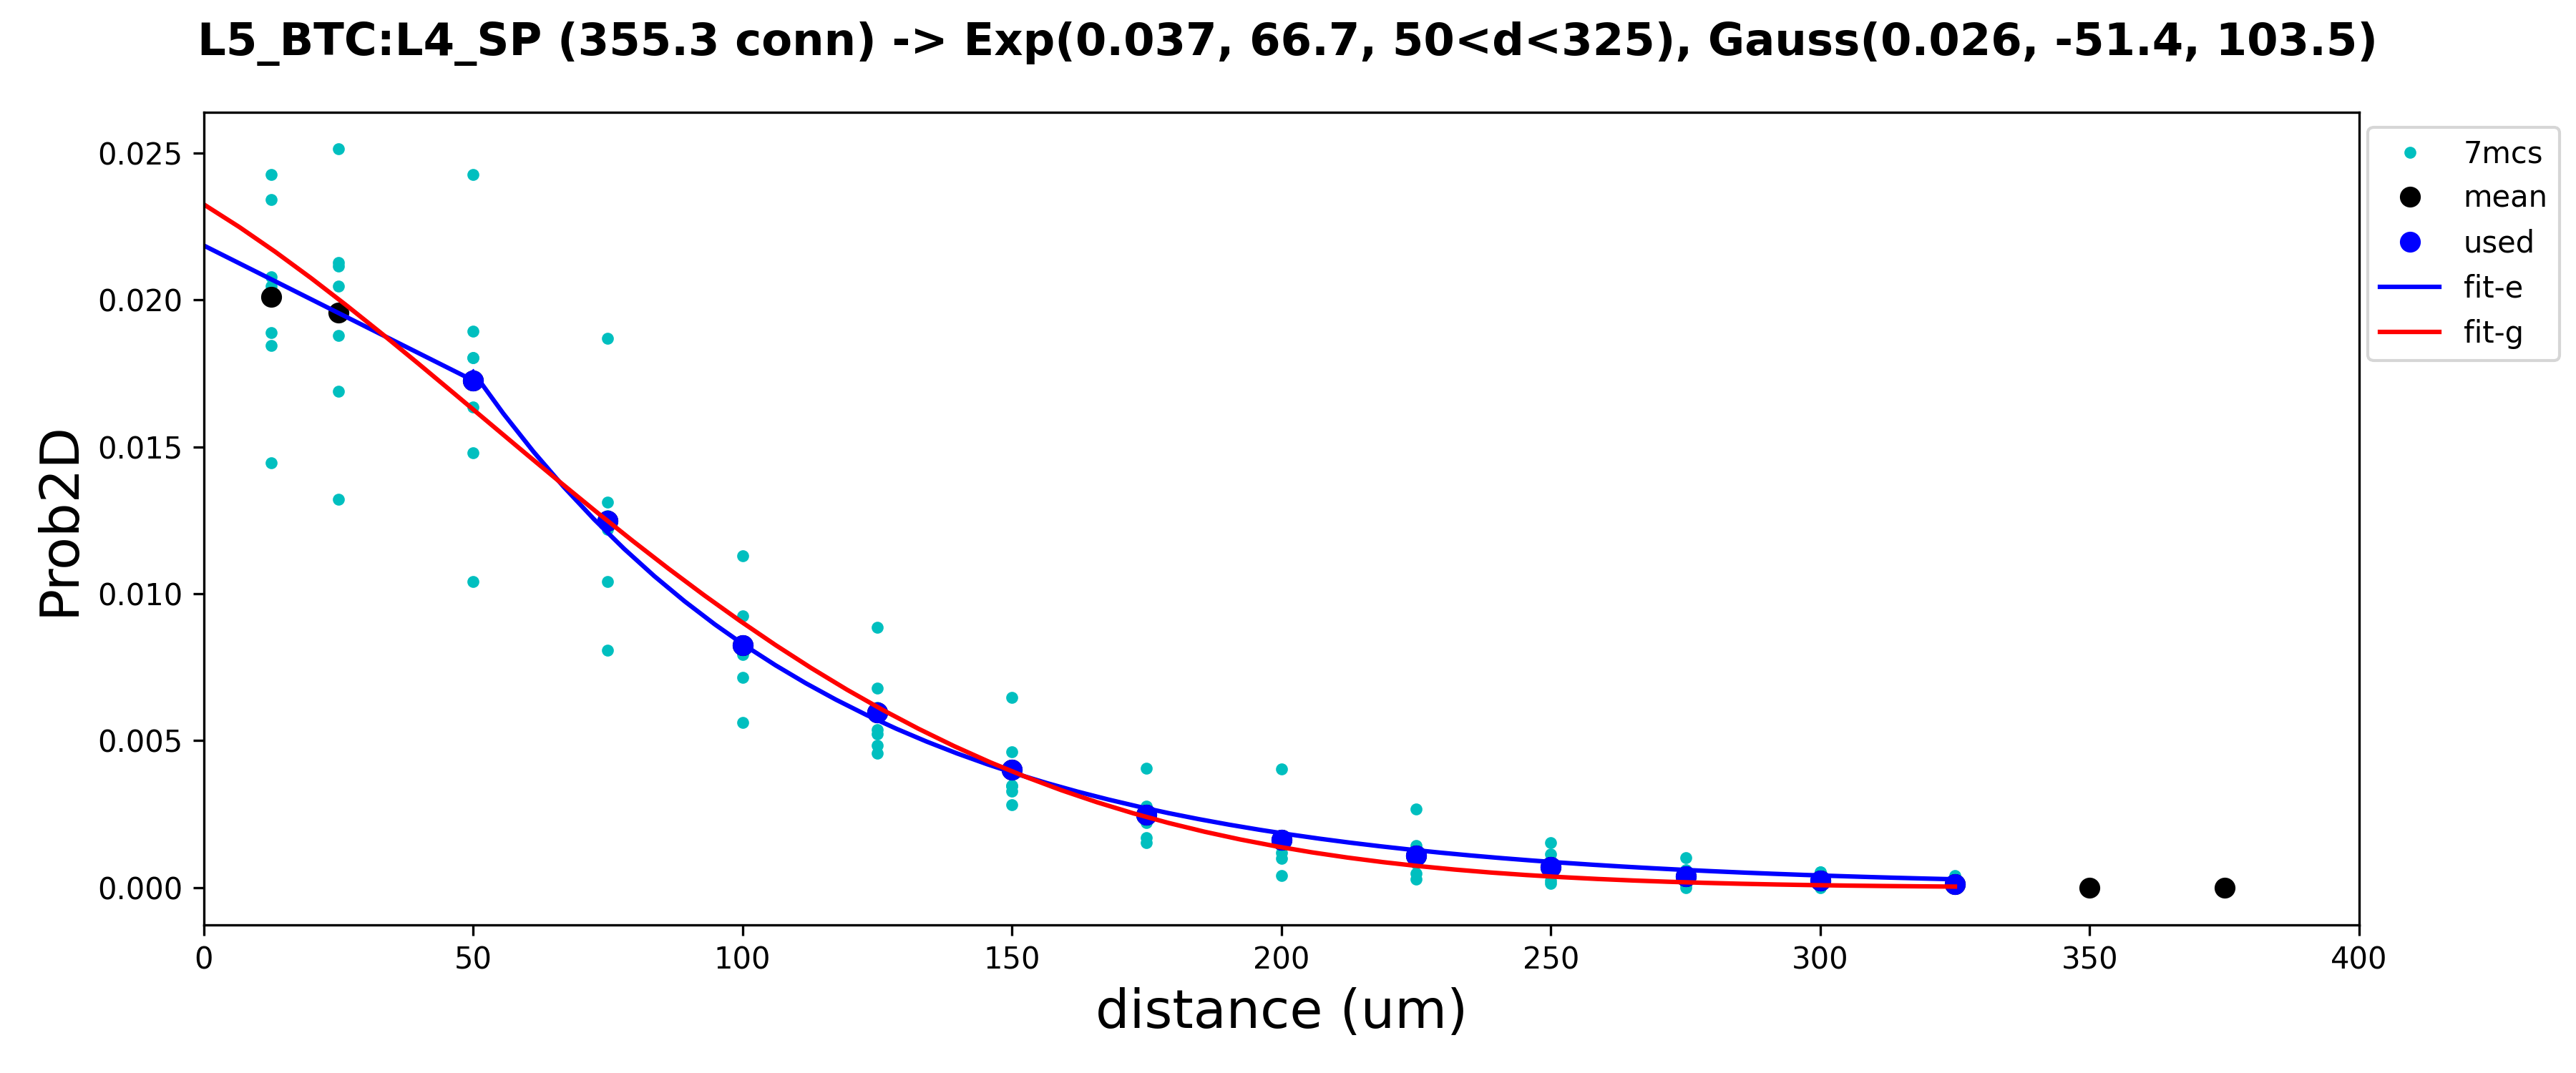 L5_BTC:L4_SP (355.3 conn) -> Exp(0.037, 66.7, 50<d<325), Gauss(0.026, -51.4, 103.5)
Prob2D
0.025
0.020
0.015
0.010
0.005
0.000
0 50 100 150 200 250 300 350 400
distance (um)
7mcs
mean
used
fit-e
fit-g